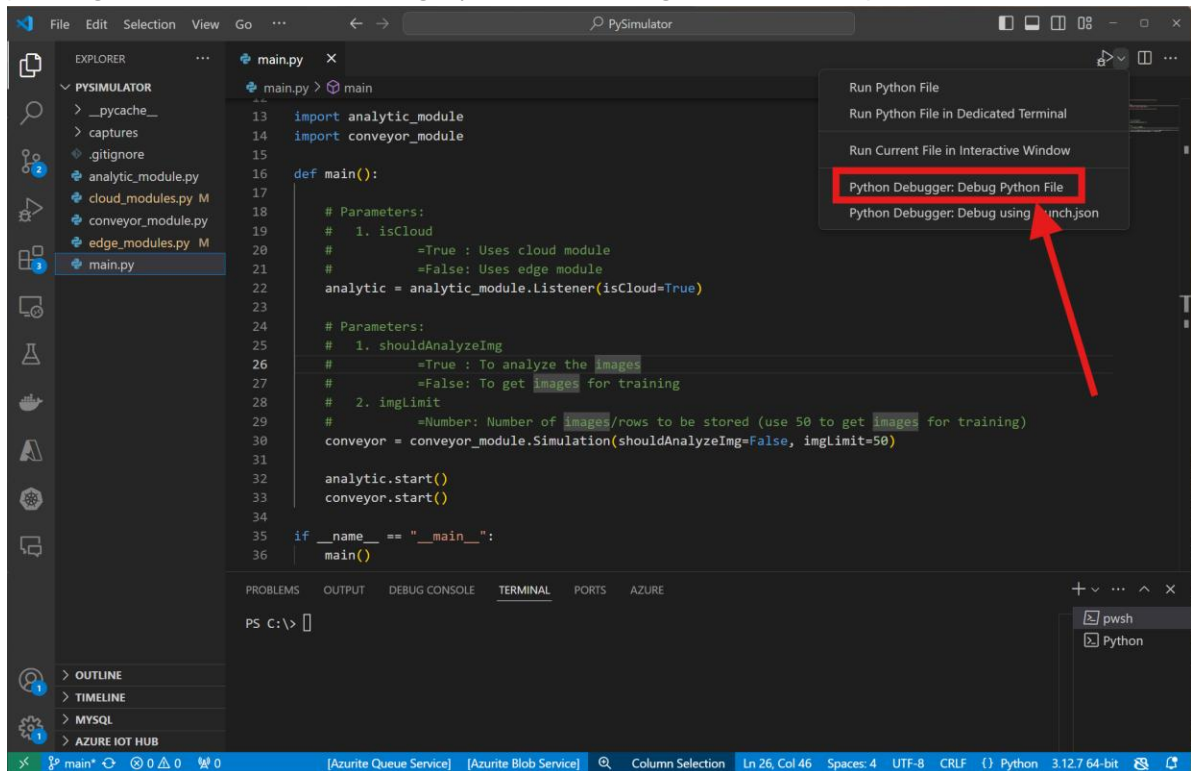 File Edit Selection View Go ··· PySimulator
EXPLORER ···
PYSIMULATOR
__pycache__
captures
.gitignore
analytic_module.py
cloud_modules.py M
conveyor_module.py
edge_modules.py M
main.py
OUTLINE
TIMELINE
MYSQL
AZURE IOT HUB
2
3
1
1
main.py
main.py > main
12
13 import analytic_module
14 import conveyor_module
15
16 def main():
17
18 # Parameters:
19 # 1. isCloud
20 # =True : Uses cloud module
21 # =False: Uses edge module
22 analytic = analytic_module.Listener(isCloud=True)
23
24 # Parameters:
25 # 1. shouldAnalyzeImg
26 # =True : To analyze the images
27 # =False: To get images for training
28 # 2. imgLimit
29 # =Number: Number of images/rows to be stored (use 50 to get images for training)
30 conveyor = conveyor_module.Simulation(shouldAnalyzeImg=False, imgLimit=50)
31
32 analytic.start()
33 conveyor.start()
34
35 if __name__ == "__main__":
36 main()
Run Python File
Run Python File in Dedicated Terminal
Run Current File in Interactive Window
Python Debugger: Debug Python File
Python Debugger: Debug using unch.json
PROBLEMS OUTPUT DEBUG CONSOLE TERMINAL PORTS AZURE
PS C:\>
pwsh
Python
main* 0 0 0 [Azurite Queue Service] [Azurite Blob Service] Column Selection Ln 26, Col 46 Spaces: 4 UTF-8 CRLF {} Python 3.12.7 64-bit